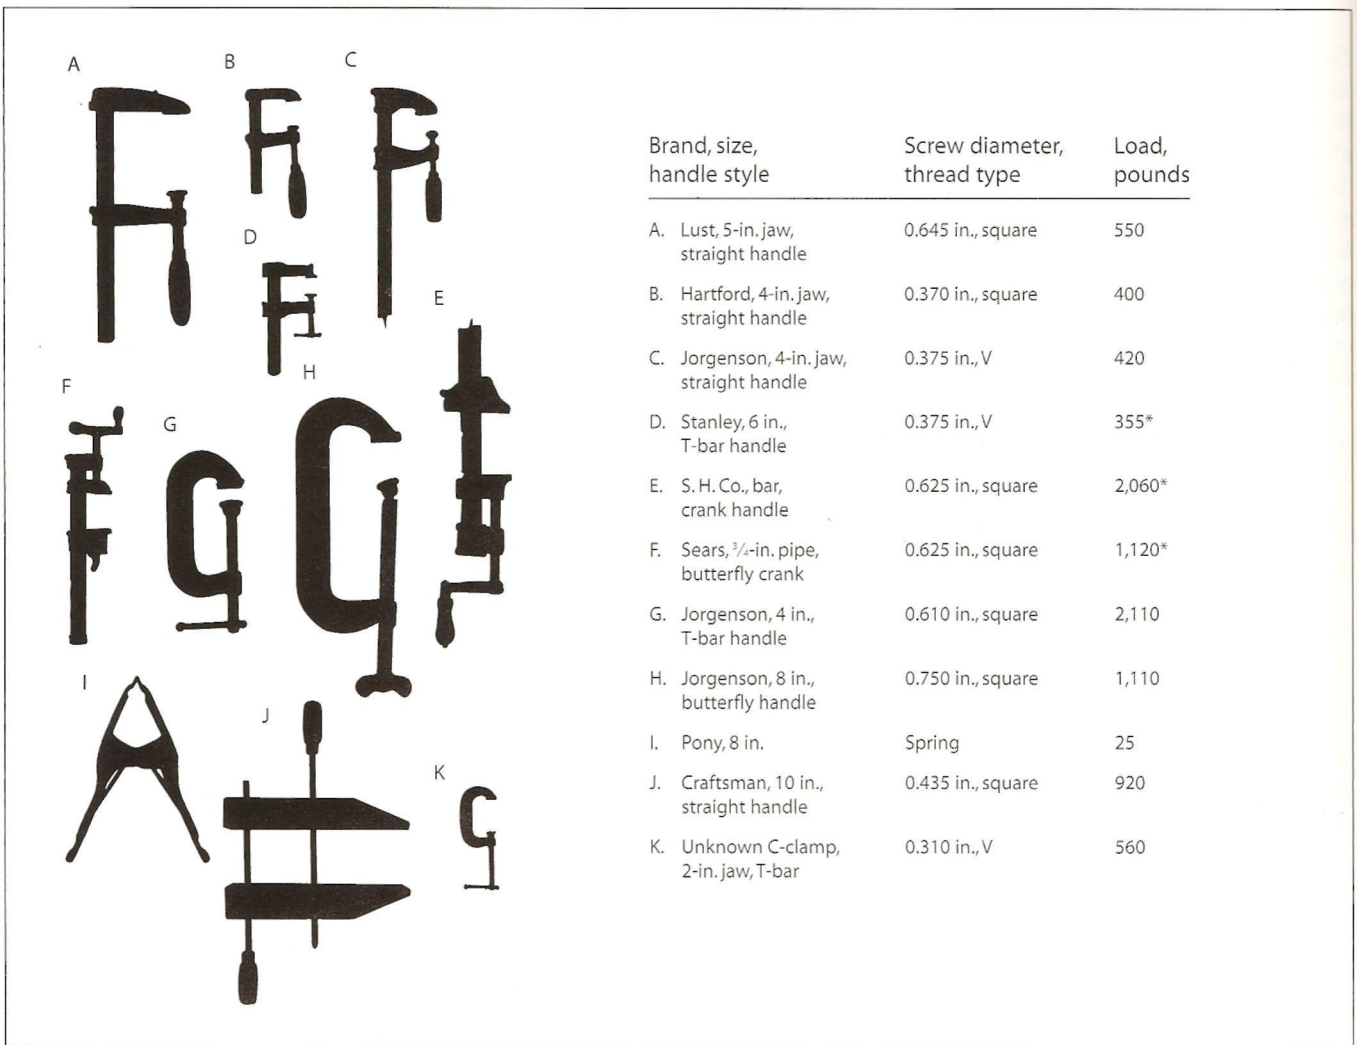 A
B
C
D
E
F
G
H
I
J
K
Brand, size,
handle style
Screw diameter,
thread type
Load,
pounds
A. Lust, 5-in. jaw,
straight handle
0.645 in., square
550
B. Hartford, 4-in. jaw,
straight handle
0.370 in., square
400
C. Jorgenson, 4-in. jaw,
straight handle
0.375 in., V
420
D. Stanley, 6 in.,
T-bar handle
0.375 in., V
355*
E. S. H. Co., bar,
crank handle
0.625 in., square
2,060*
F. Sears, ¾-in. pipe,
butterfly crank
0.625 in., square
1,120*
G. Jorgenson, 4 in.,
T-bar handle
0.610 in., square
2,110
H. Jorgenson, 8 in.,
butterfly handle
0.750 in., square
1,110
I. Pony, 8 in.
Spring
25
J. Craftsman, 10 in.,
straight handle
0.435 in., square
920
K. Unknown C-clamp,
2-in. jaw, T-bar
0.310 in., V
560